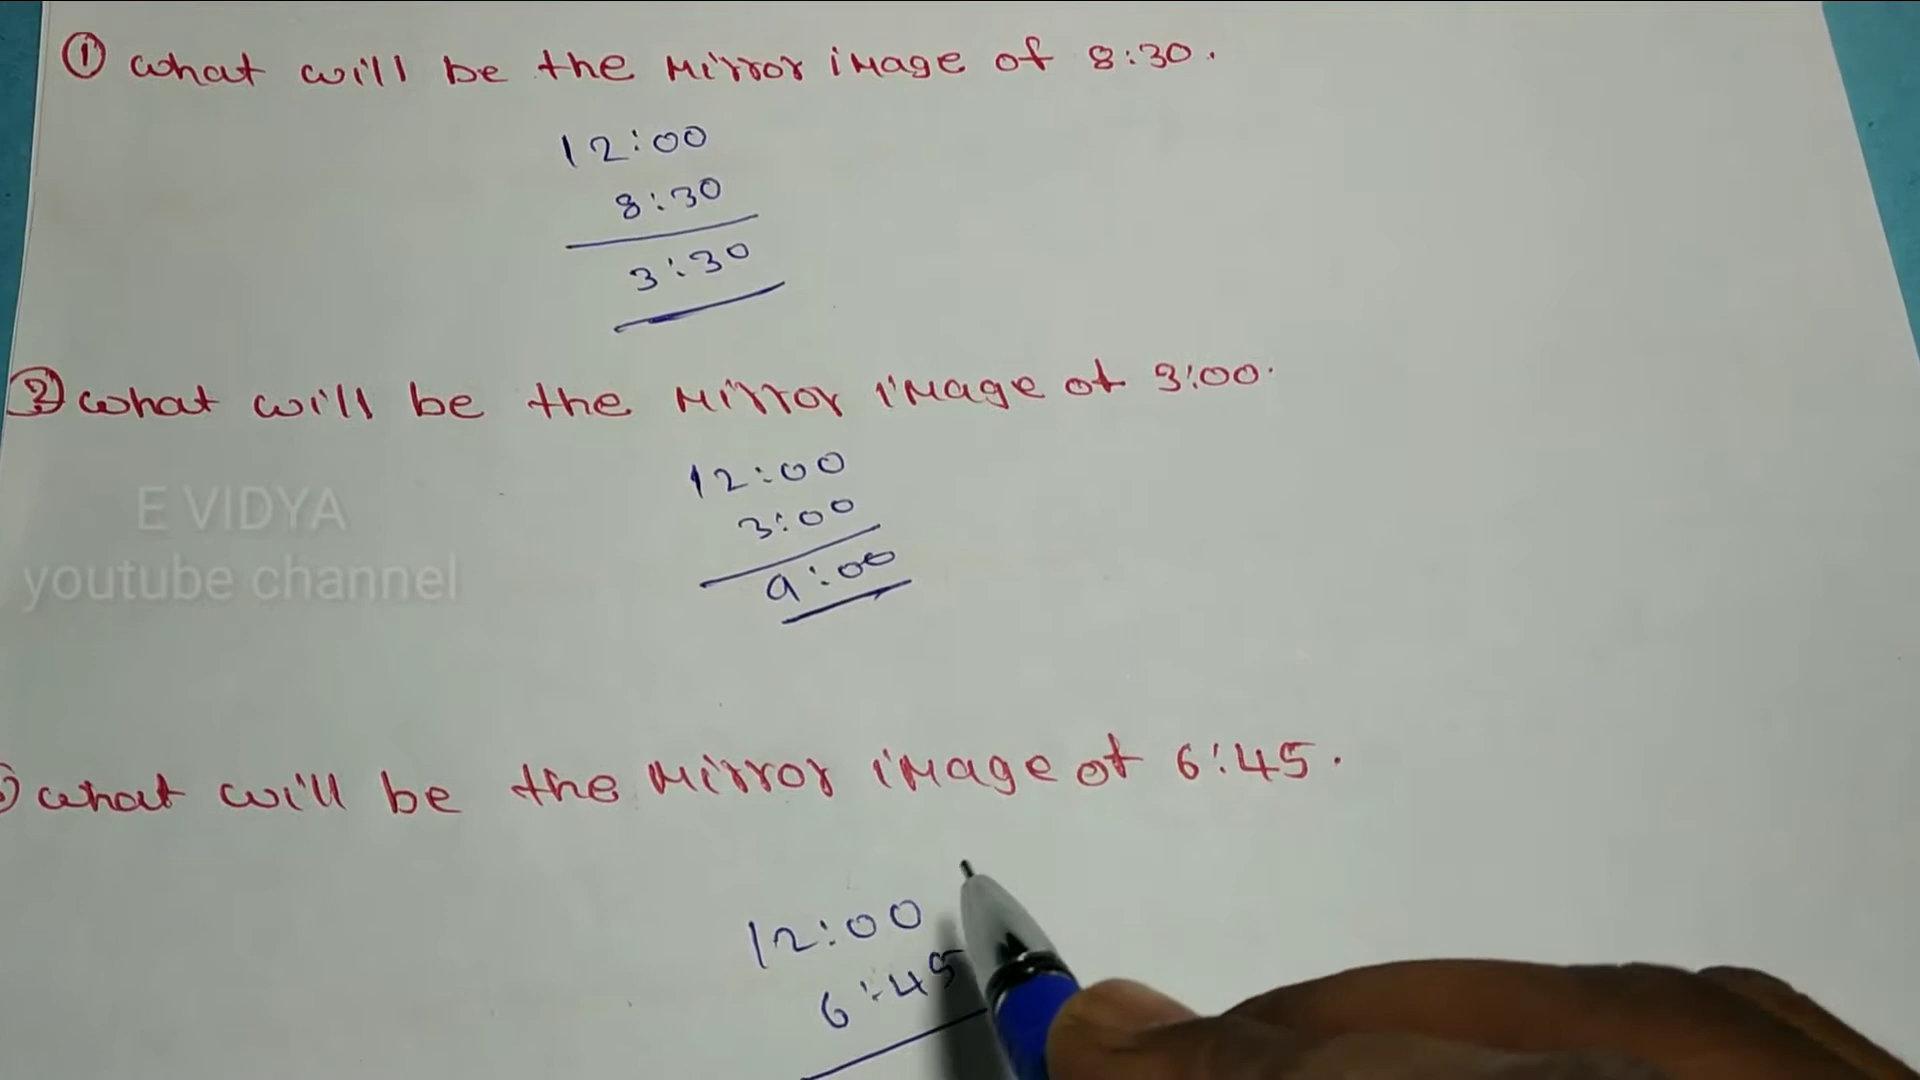 ① what will be the mirror image of 8:30.
12:00
8:30
3:30
② what will be the mirror image of 3:00.
12:00
3:00
9:00
E VIDYA
youtube channel
what will be the mirror image of 6:45.
12:00
6:45